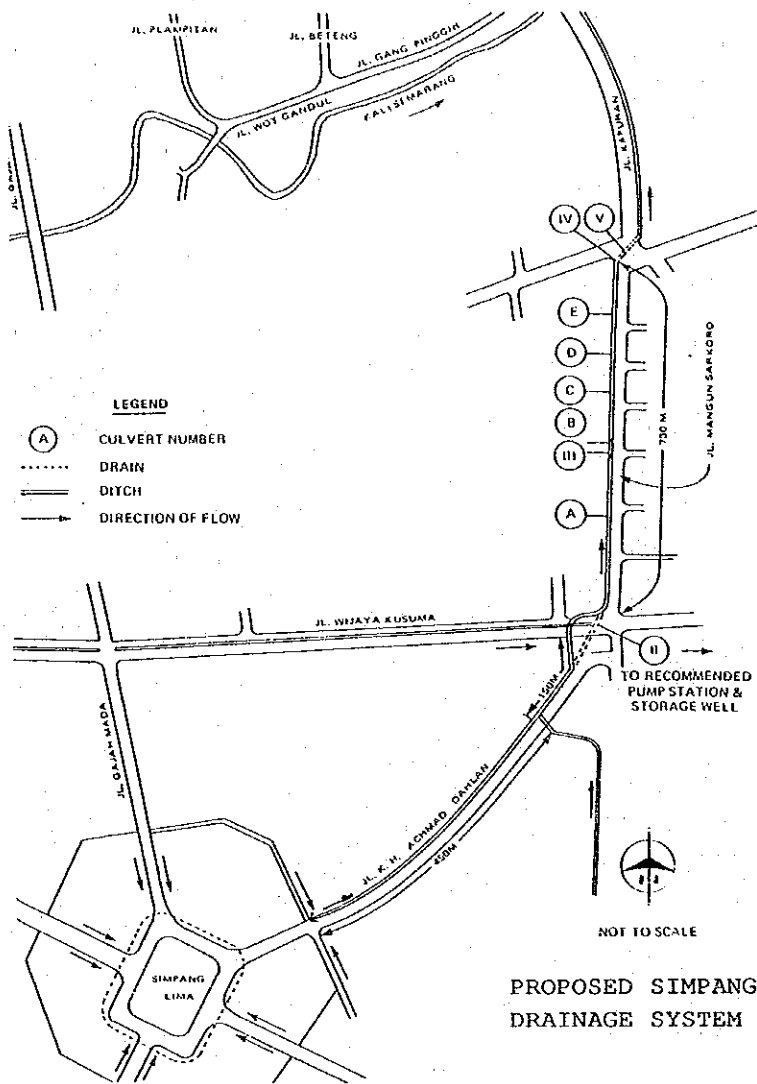 JL. PLAMPITAN
JL. BETENG
JL. GANG PINGGIR
JL. WOT GANDUL
KALI SEMARANG
JL. KAPURAN
IV
V
E
D
C
B
III
A
JL. MANGUN SARKORO
730 M
LEGEND
A CULVERT NUMBER
DRAIN
DITCH
DIRECTION OF FLOW
JL. WIJAYA KUSUMA
II
TO RECOMMENDED
PUMP STATION &
STORAGE WELL
150M
JL. GAJAH MADA
JL. K.H. ACHMAD DAHLAN
450M
SIMPANG
LIMA
NOT TO SCALE
PROPOSED SIMPANG
DRAINAGE SYSTEM